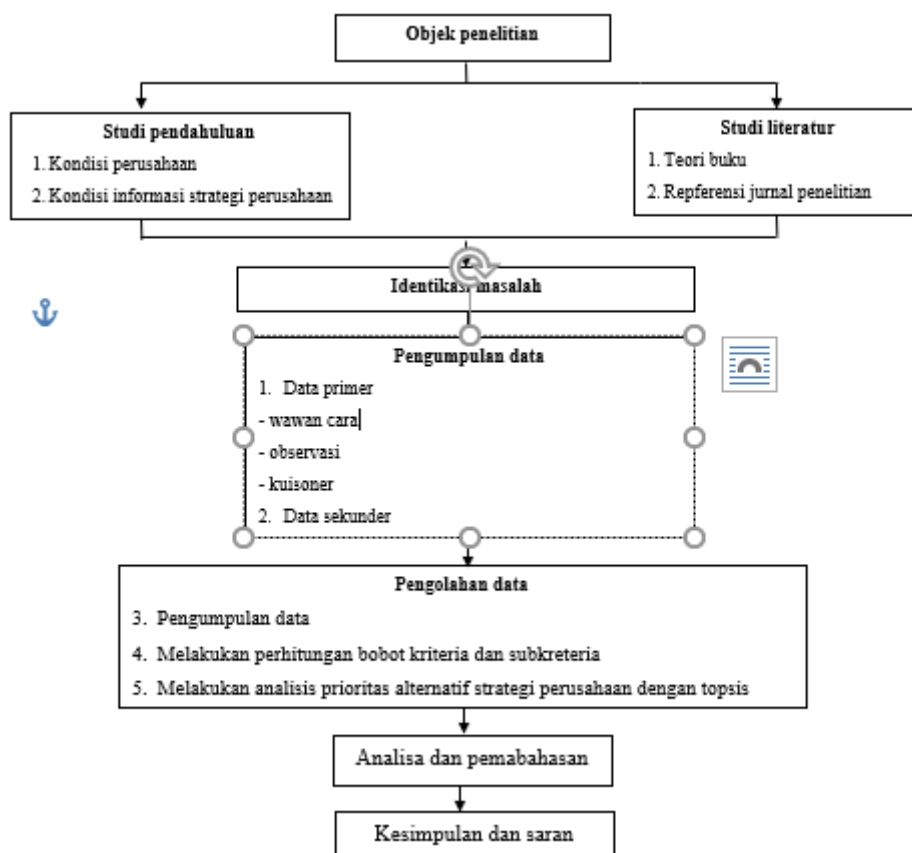 Objek penelitian
Studi pendahuluan
1. Kondisi perusahaan
2. Kondisi informasi strategi perusahaan
Studi literatur
1. Teori buku
2. Repferensi jurnal penelitian
Identikasi masalah
Pengumpulan data
1. Data primer
- wawan cara
- observasi
- kuisoner
2. Data sekunder
Pengolahan data
3. Pengumpulan data
4. Melakukan perhitungan bobot kriteria dan subkreteria
5. Melakukan analisis prioritas alternatif strategi perusahaan dengan topsis
Analisa dan pemabahasan
Kesimpulan dan saran